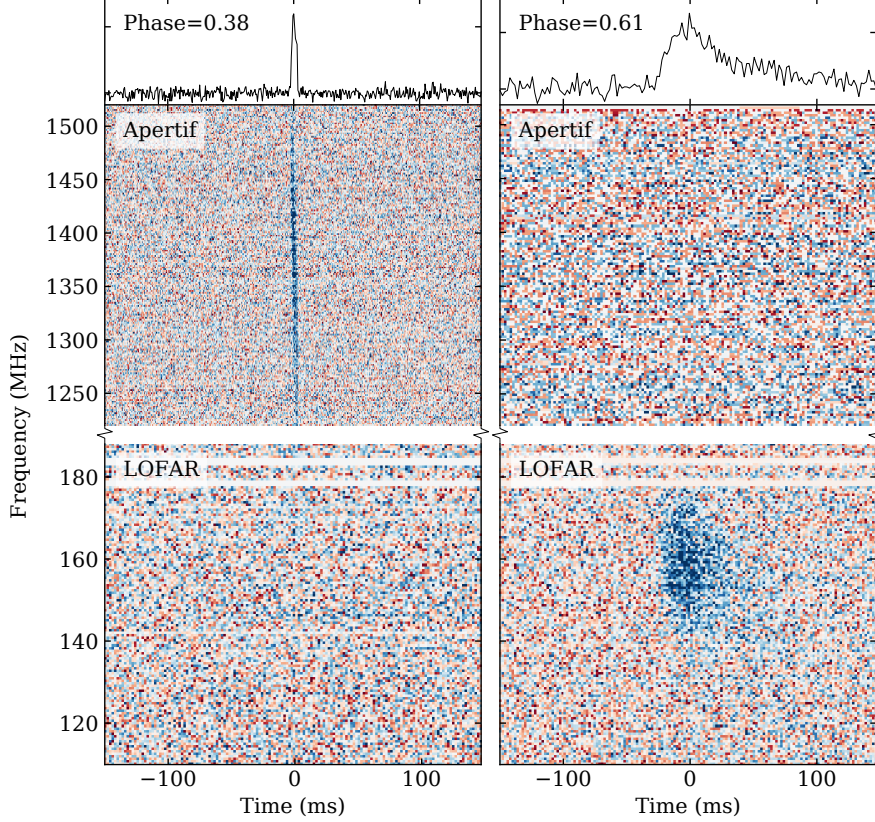 Phase=0.38
Phase=0.61
Apertif
Apertif
1500
1450
1400
1350
1300
1250
Frequency (MHz)
LOFAR
LOFAR
180
160
140
120
−100 0 100
−100 0 100
Time (ms)
Time (ms)